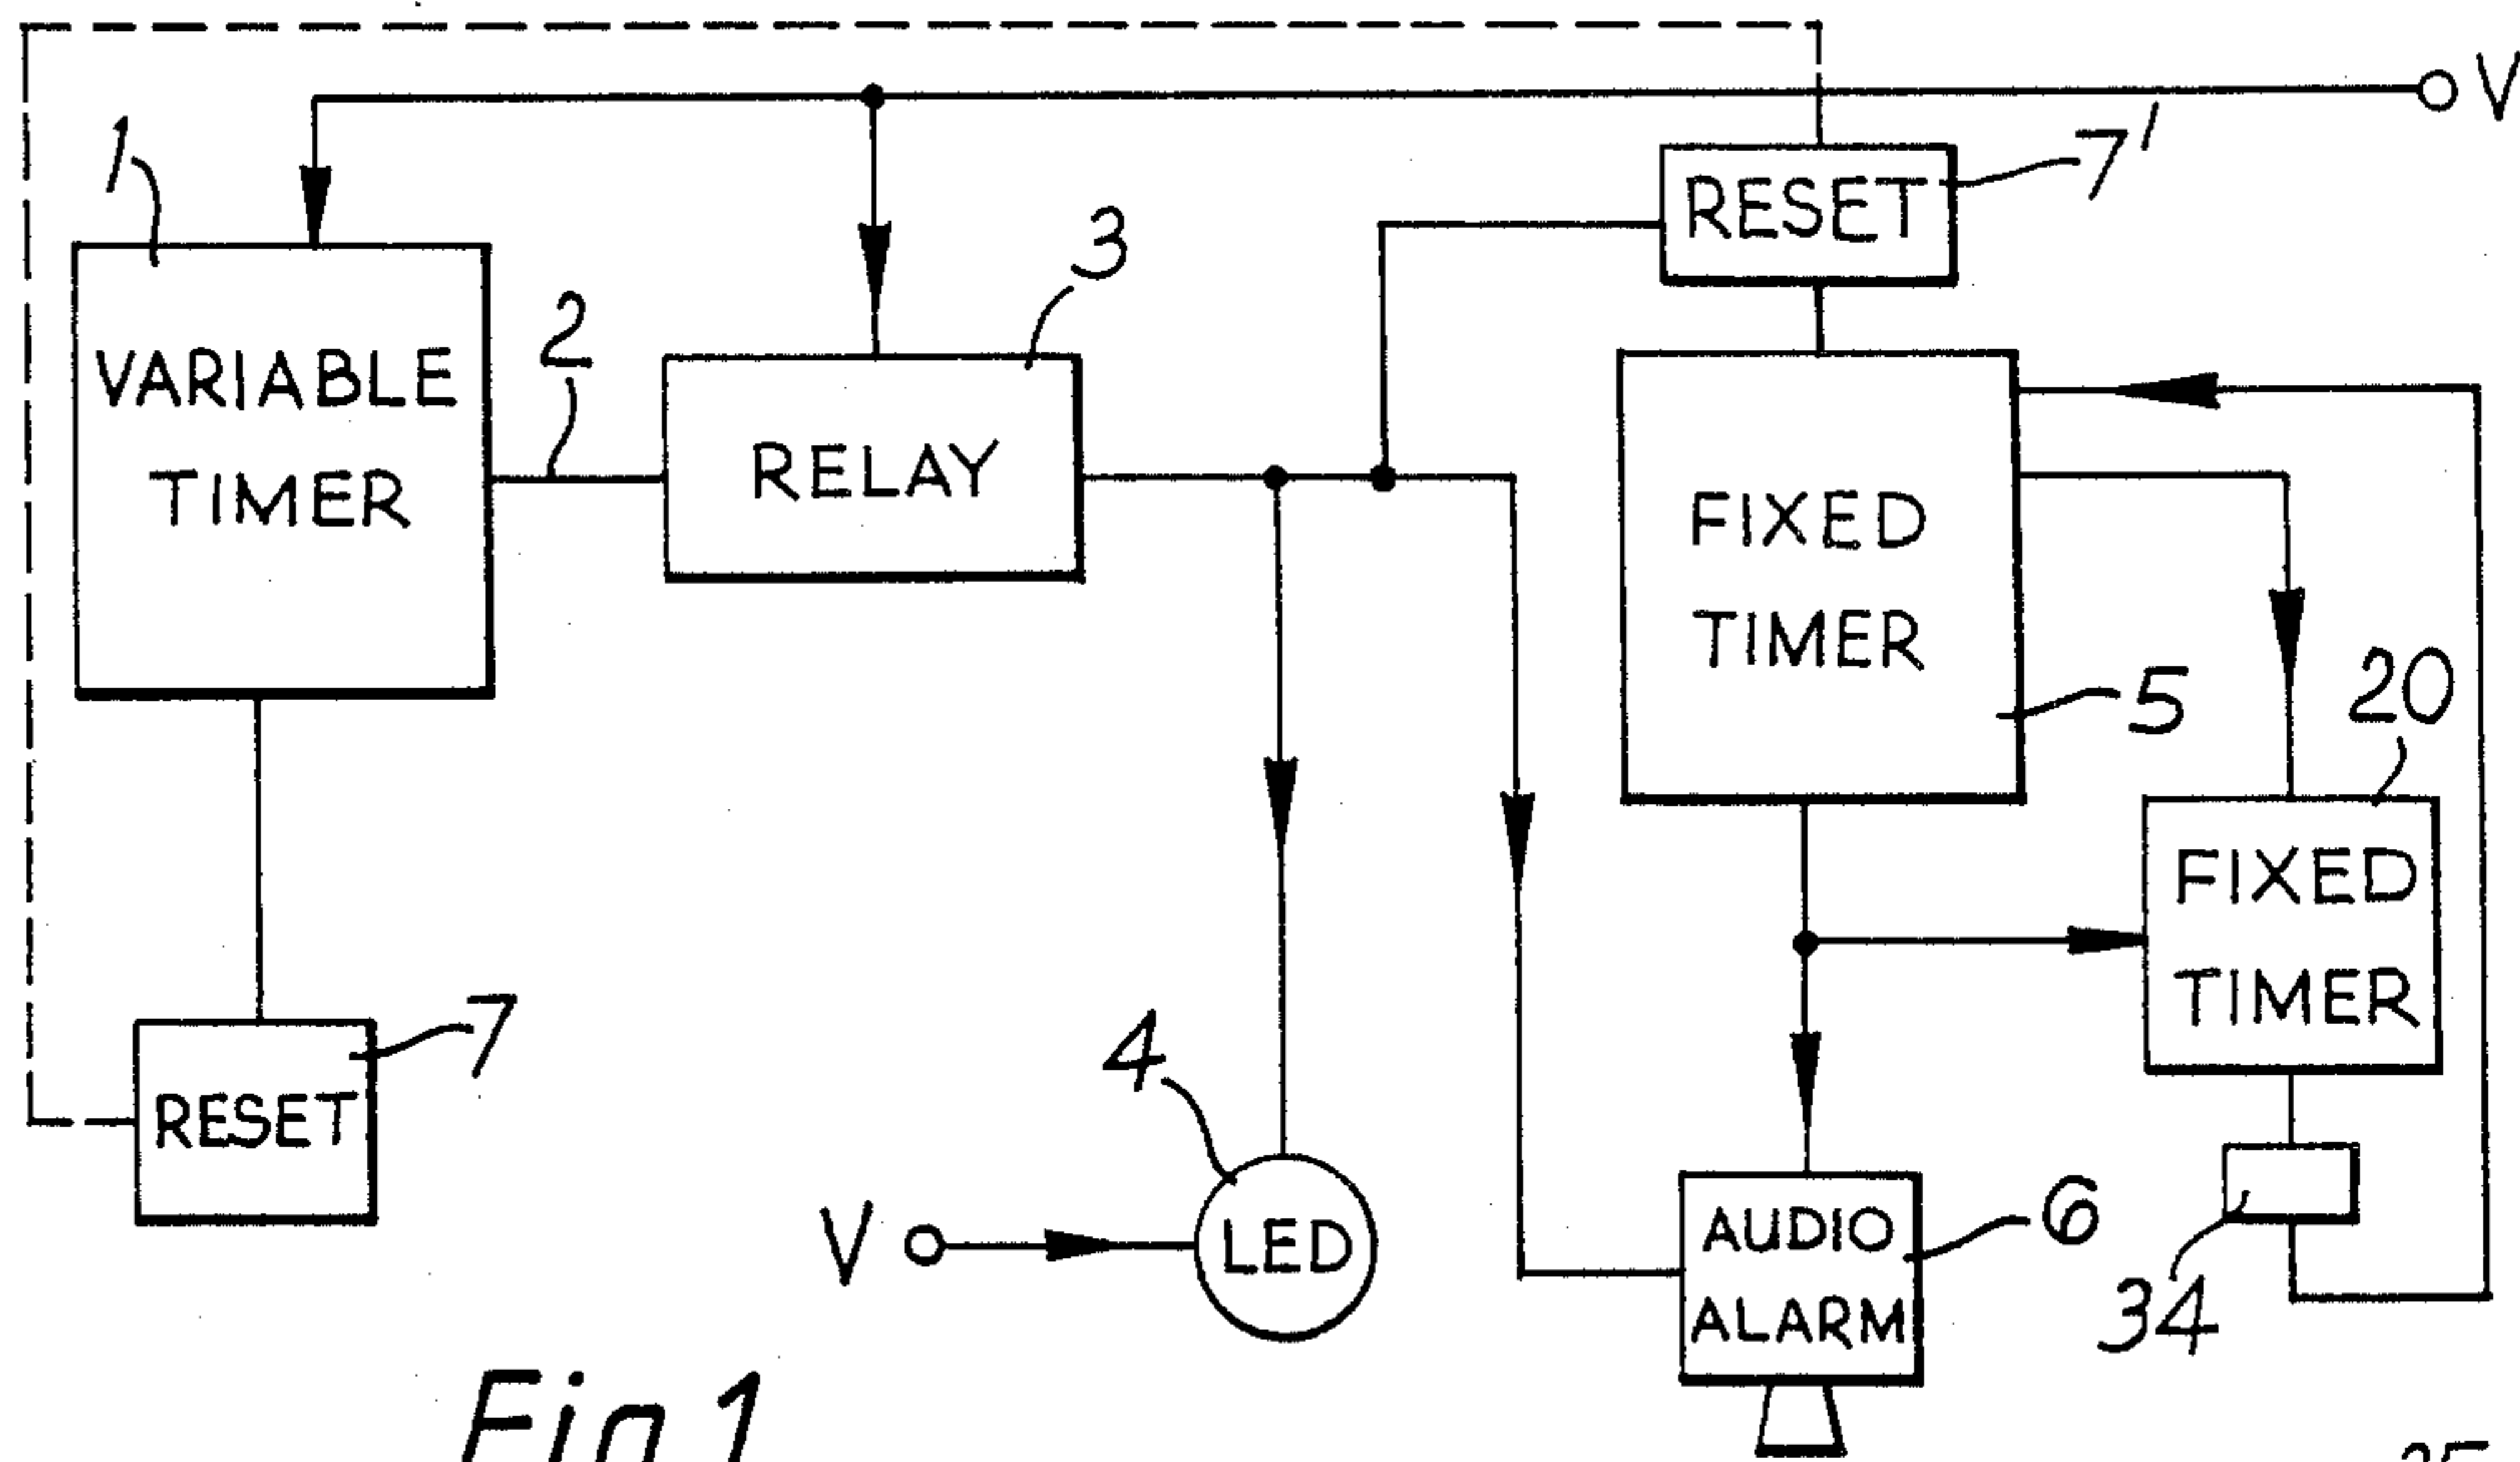 V
1
RESET
7'
3
2
VARIABLE
TIMER
RELAY
FIXED
TIMER
5
20
FIXED
TIMER
7
RESET
4
V
LED
AUDIO
ALARM
6
34
Fig 1